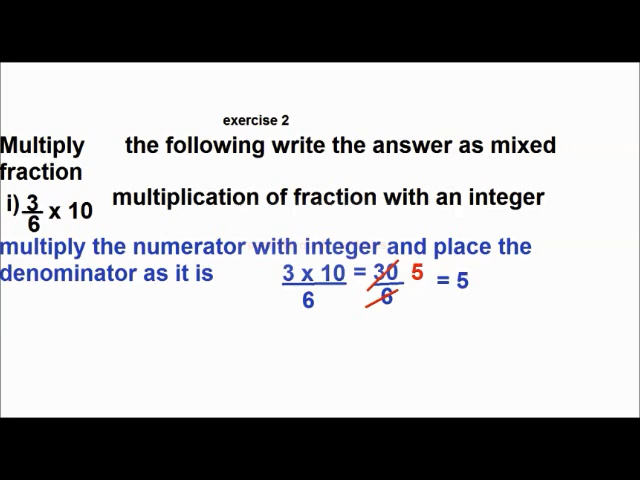 exercise 2
Multiply the following write the answer as mixed
fraction
multiplication of fraction with an integer
i) 3/6 x 10
multiply the numerator with integer and place the
denominator as it is
3 x 10/6 = 30/6 5 = 5